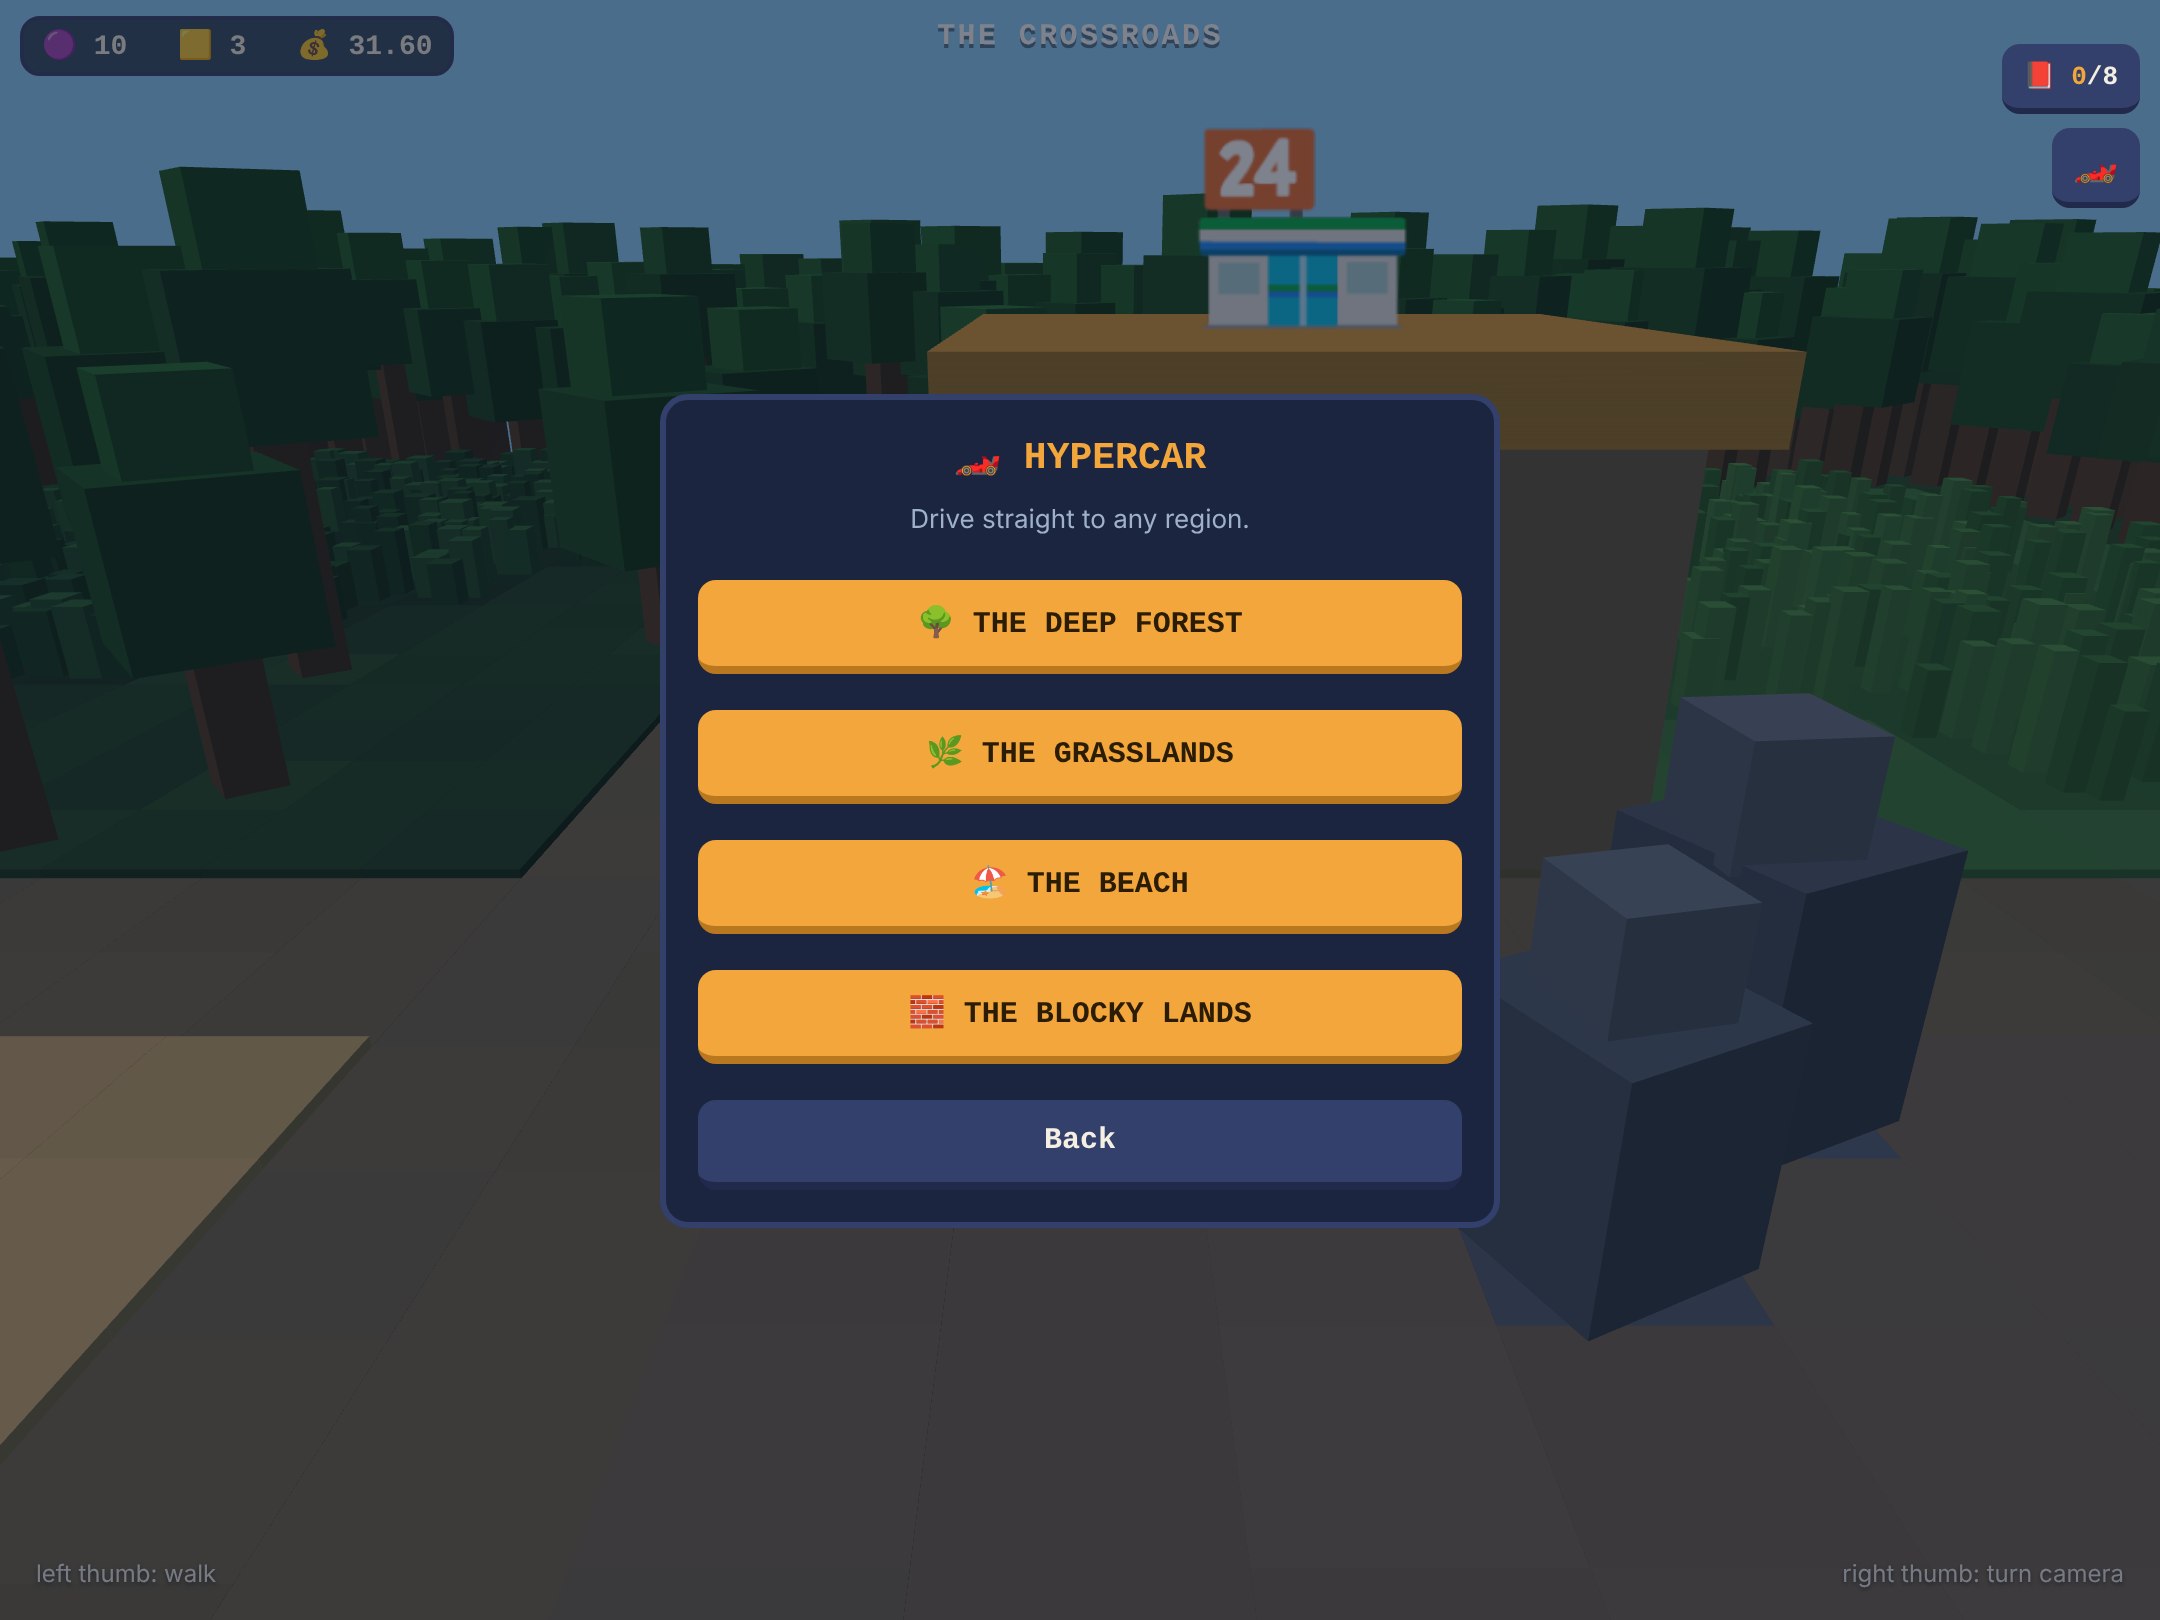 10 3 31.60
THE CROSSROADS
0/8
24
HYPERCAR
Drive straight to any region.
THE DEEP FOREST
THE GRASSLANDS
THE BEACH
THE BLOCKY LANDS
Back
left thumb: walk
right thumb: turn camera